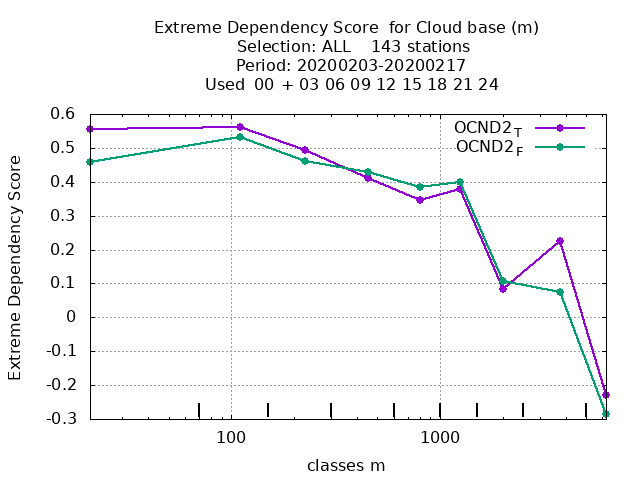 Extreme Dependency Score  for Cloud base (m)
Selection: ALL    143 stations
Period: 20200203-20200217
Used  00  + 03 06 09 12 15 18 21 24
OCND2T
OCND2F
Extreme Dependency Score
0.6
0.5
0.4
0.3
0.2
0.1
0
-0.1
-0.2
-0.3
100 1000
classes m